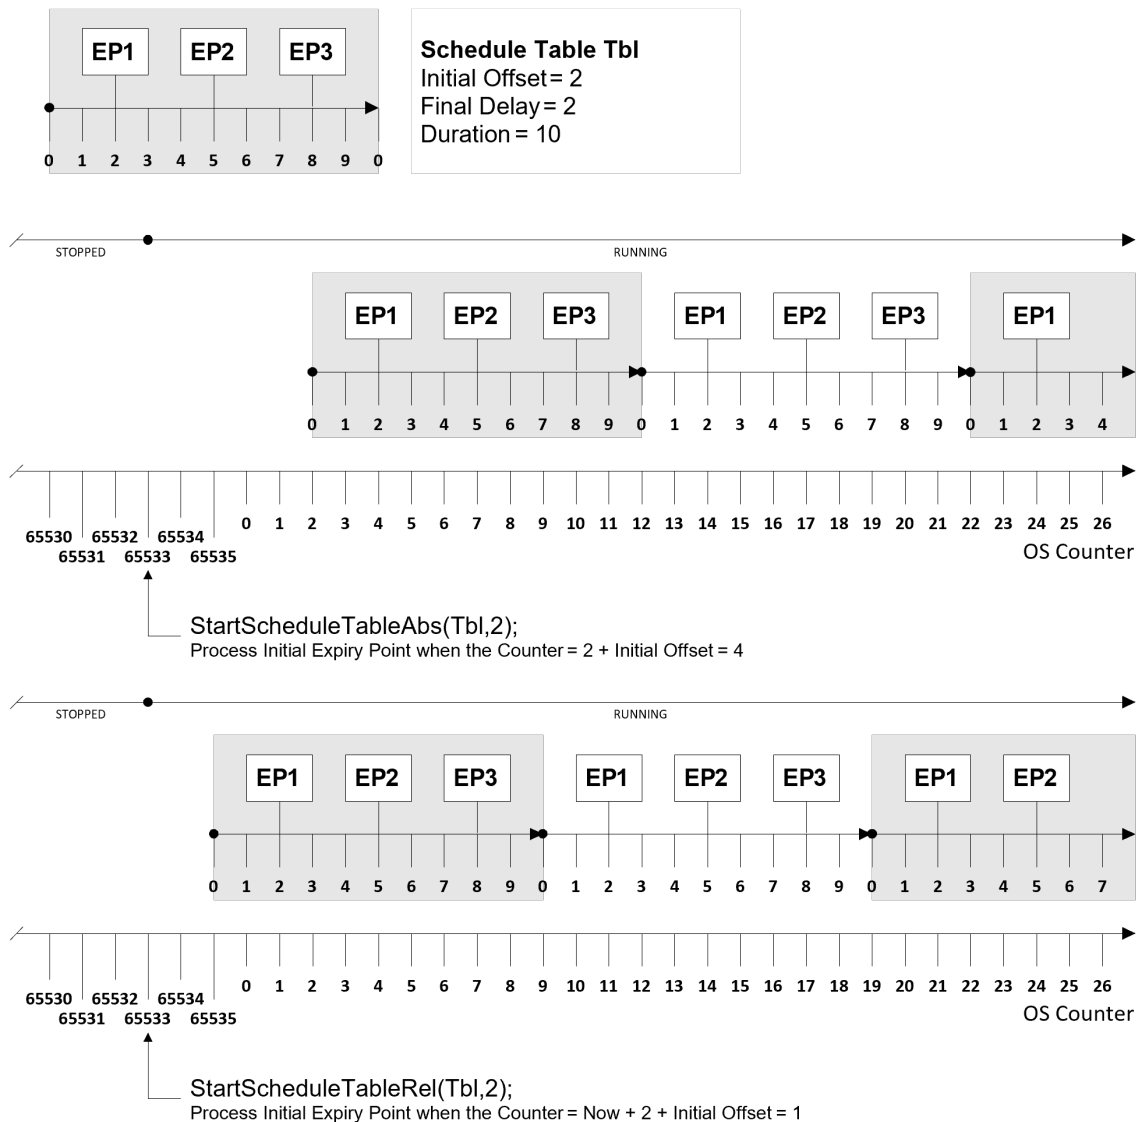 EP1 EP2 EP3
0 1 2 3 4 5 6 7 8 9 0
Schedule Table Tbl
Initial Offset = 2
Final Delay = 2
Duration = 10
STOPPED RUNNING
EP1 EP2 EP3 EP1 EP2 EP3 EP1
0 1 2 3 4 5 6 7 8 9 0 1 2 3 4 5 6 7 8 9 0 1 2 3 4
0 1 2 3 4 5 6 7 8 9 10 11 12 13 14 15 16 17 18 19 20 21 22 23 24 25 26
65530 65532 65534
65531 65533 65535
OS Counter
StartScheduleTableAbs(Tbl,2);
Process Initial Expiry Point when the Counter = 2 + Initial Offset = 4
STOPPED RUNNING
EP1 EP2 EP3 EP1 EP2 EP3 EP1 EP2
0 1 2 3 4 5 6 7 8 9 0 1 2 3 4 5 6 7 8 9 0 1 2 3 4 5 6 7
0 1 2 3 4 5 6 7 8 9 10 11 12 13 14 15 16 17 18 19 20 21 22 23 24 25 26
65530 65532 65534
65531 65533 65535
OS Counter
StartScheduleTableRel(Tbl,2);
Process Initial Expiry Point when the Counter = Now + 2 + Initial Offset = 1